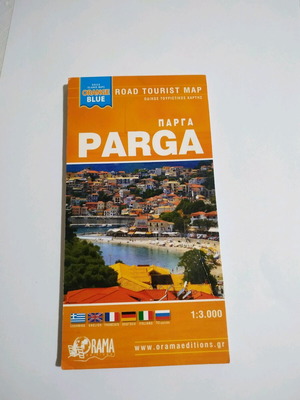 ORANGE
BLUE
ROAD TOURIST MAP
ΟΔΙΚΟΣ ΤΟΥΡΙΣΤΙΚΟΣ ΧΑΡΤΗΣ
ΠΑΡΓΑ
PARGA
1:3.000
ORAMA
www.oramaeditions.gr